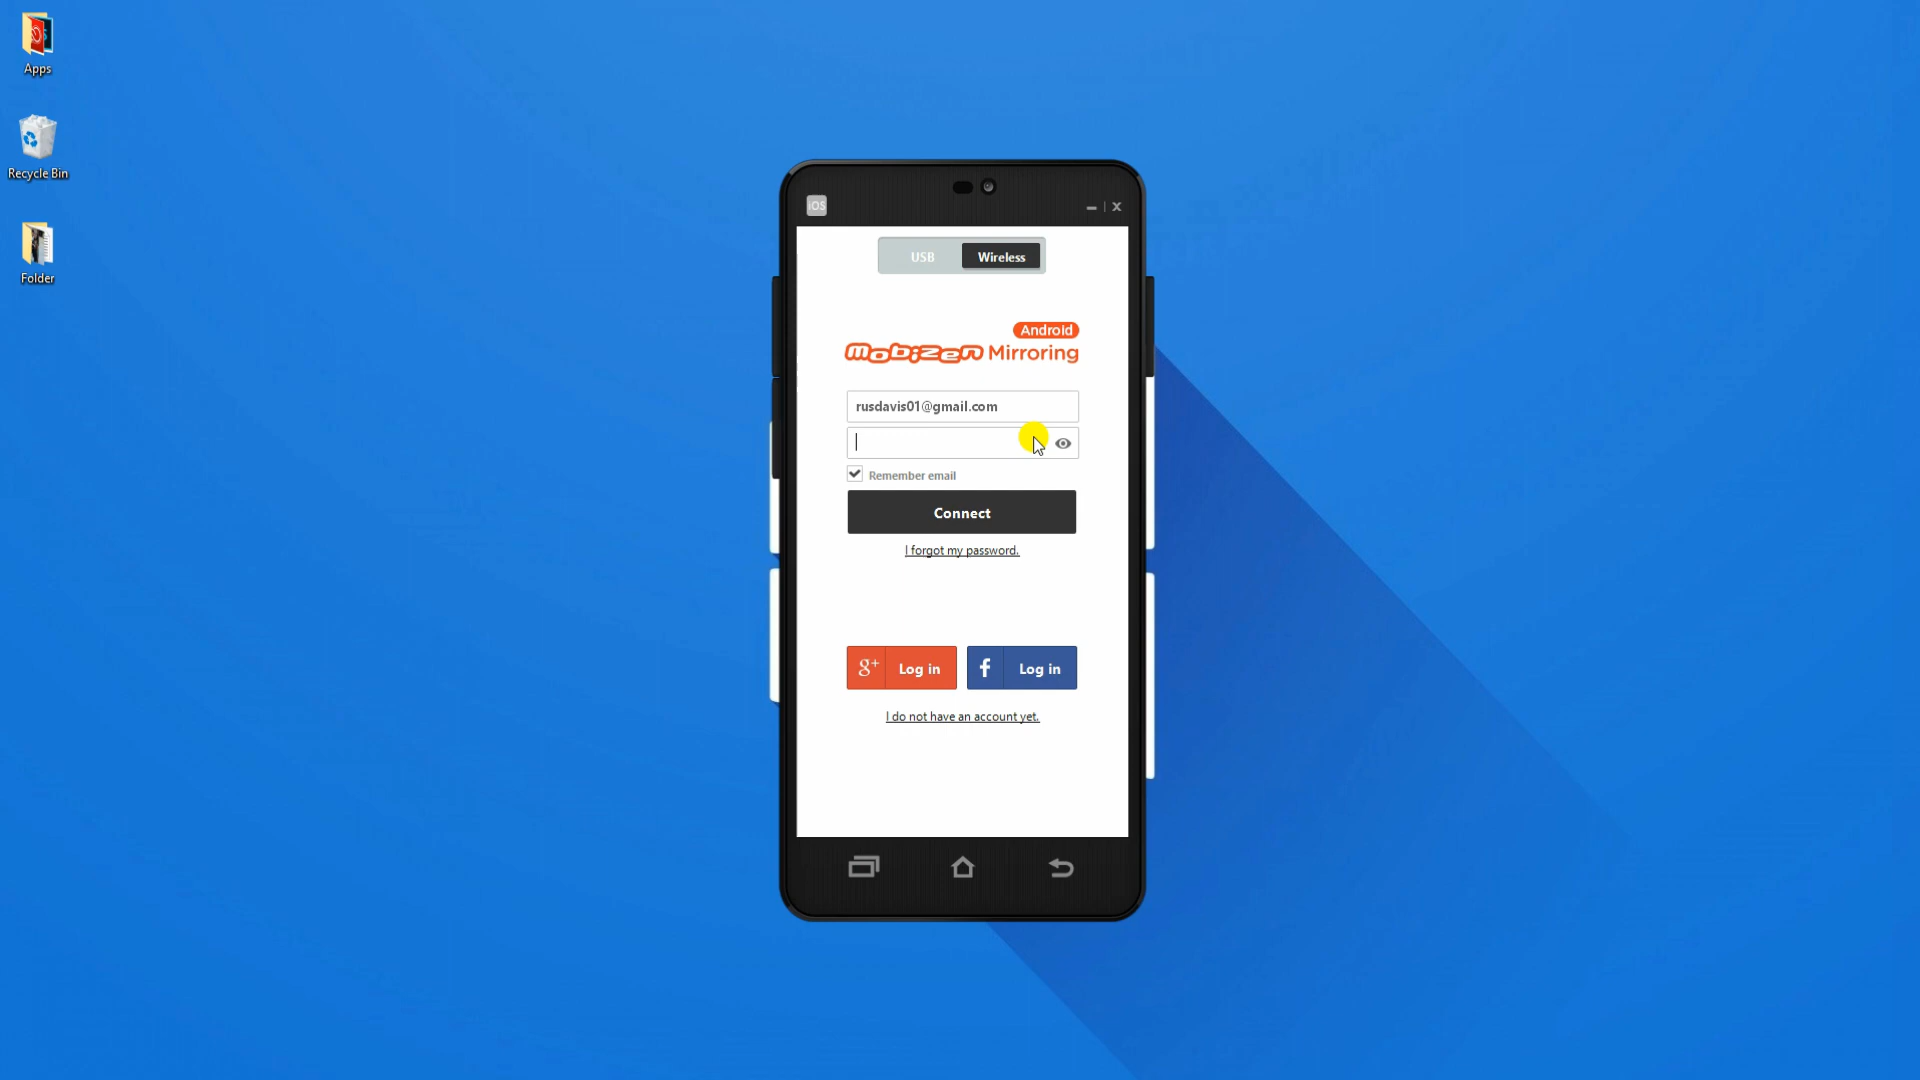 Apps
Recycle Bin
Folder
iOS
USB
Wireless
Android
mobizen Mirroring
rusdavis01@gmail.com
Remember email
Connect
I forgot my password.
g+ Log in
f Log in
I do not have an account yet.